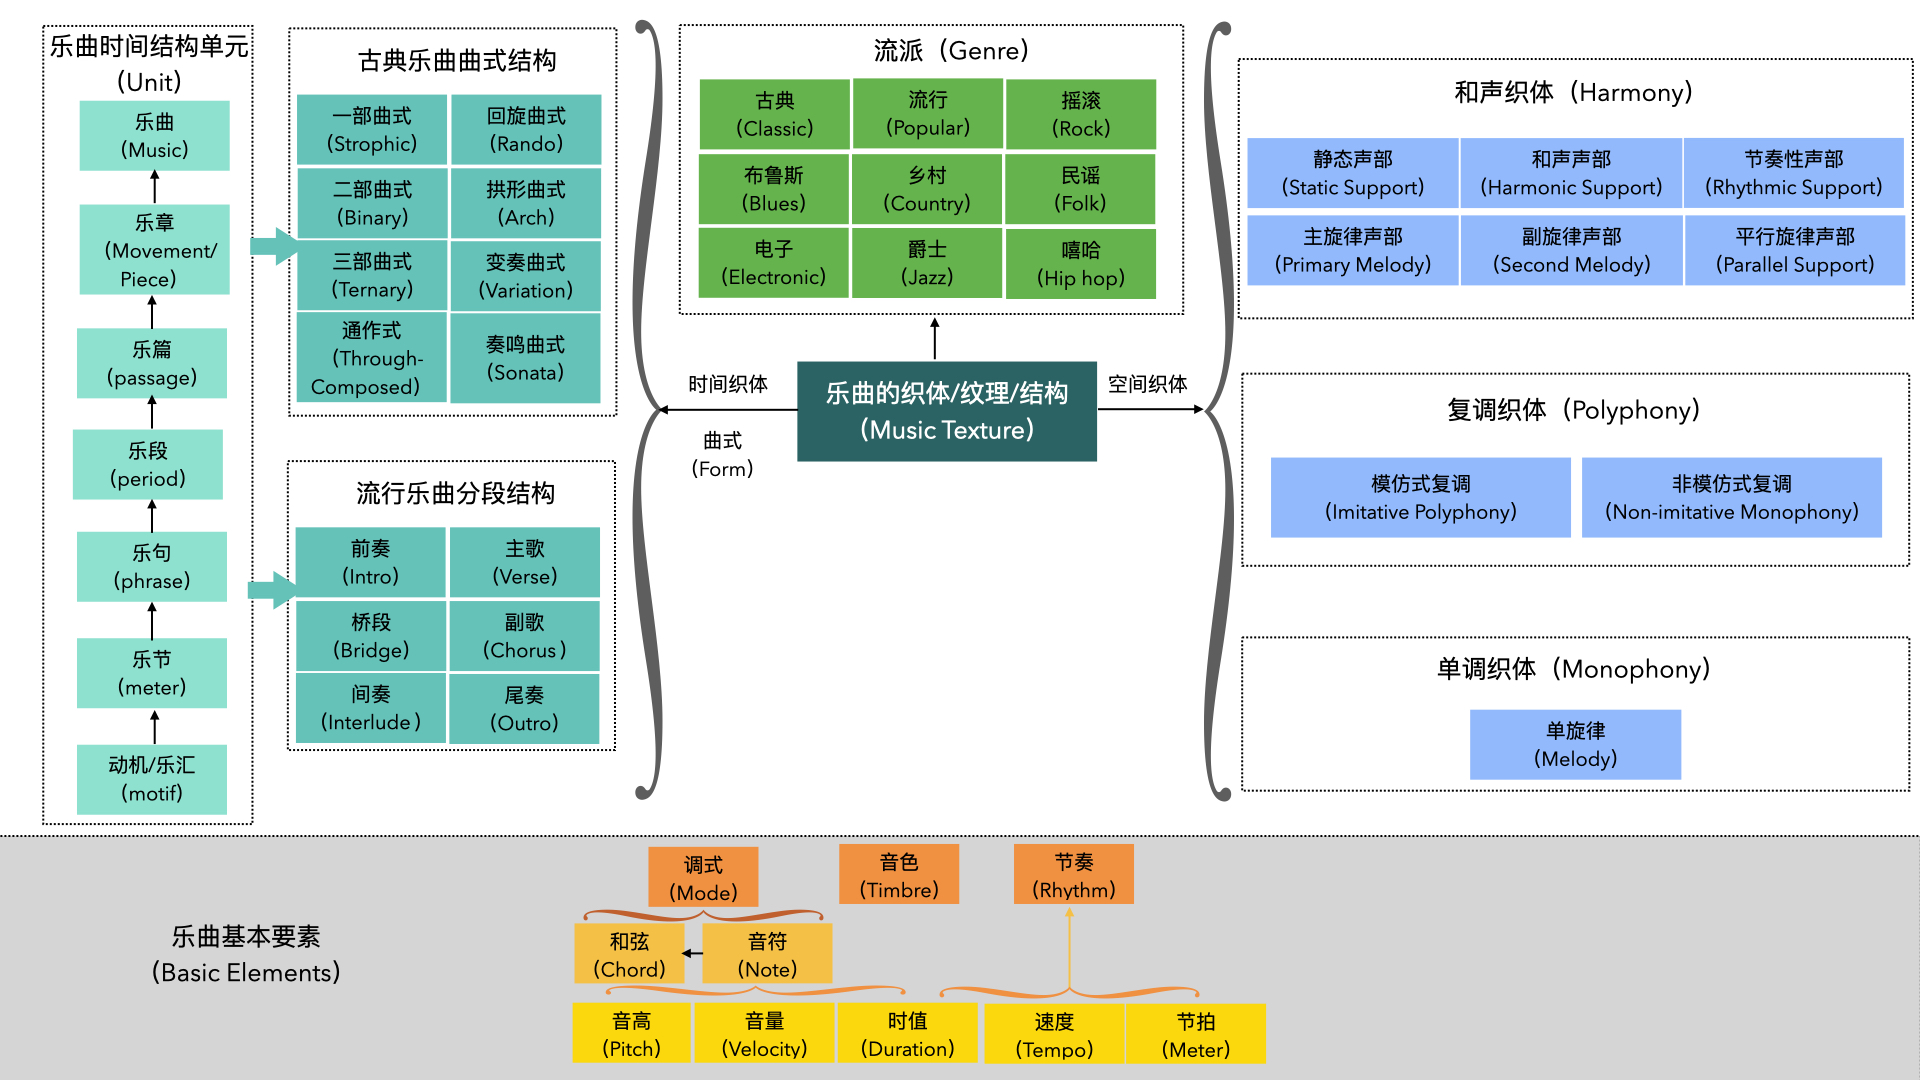 乐曲时间结构单元
（Unit）
乐曲
（Music）
乐章
（Movement/
Piece）
乐篇
（passage）
乐段
（period）
乐句
（phrase）
乐节
（meter）
动机/乐汇
（motif）
古典乐曲曲式结构
一部曲式
（Strophic）
回旋曲式
（Rando）
二部曲式
（Binary）
拱形曲式
（Arch）
三部曲式
（Ternary）
变奏曲式
（Variation）
通作式
（Through-
Composed）
奏鸣曲式
（Sonata）
流行乐曲分段结构
前奏
（Intro）
主歌
（Verse）
桥段
（Bridge）
副歌
（Chorus）
间奏
（Interlude）
尾奏
（Outro）
流派（Genre）
古典
（Classic）
流行
（Popular）
摇滚
（Rock）
布鲁斯
（Blues）
乡村
（Country）
民谣
（Folk）
电子
（Electronic）
爵士
（Jazz）
嘻哈
（Hip hop）
时间织体
曲式
（Form）
乐曲的织体/纹理/结构
（Music Texture）
空间织体
和声织体（Harmony）
静态声部
（Static Support）
和声声部
（Harmonic Support）
节奏性声部
（Rhythmic Support）
主旋律声部
（Primary Melody）
副旋律声部
（Second Melody）
平行旋律声部
（Parallel Support）
复调织体（Polyphony）
模仿式复调
（Imitative Polyphony）
非模仿式复调
（Non-imitative Monophony）
单调织体（Monophony）
单旋律
（Melody）
乐曲基本要素
（Basic Elements）
调式
（Mode）
音色
（Timbre）
节奏
（Rhythm）
和弦
（Chord）
音符
（Note）
音高
（Pitch）
音量
（Velocity）
时值
（Duration）
速度
（Tempo）
节拍
（Meter）